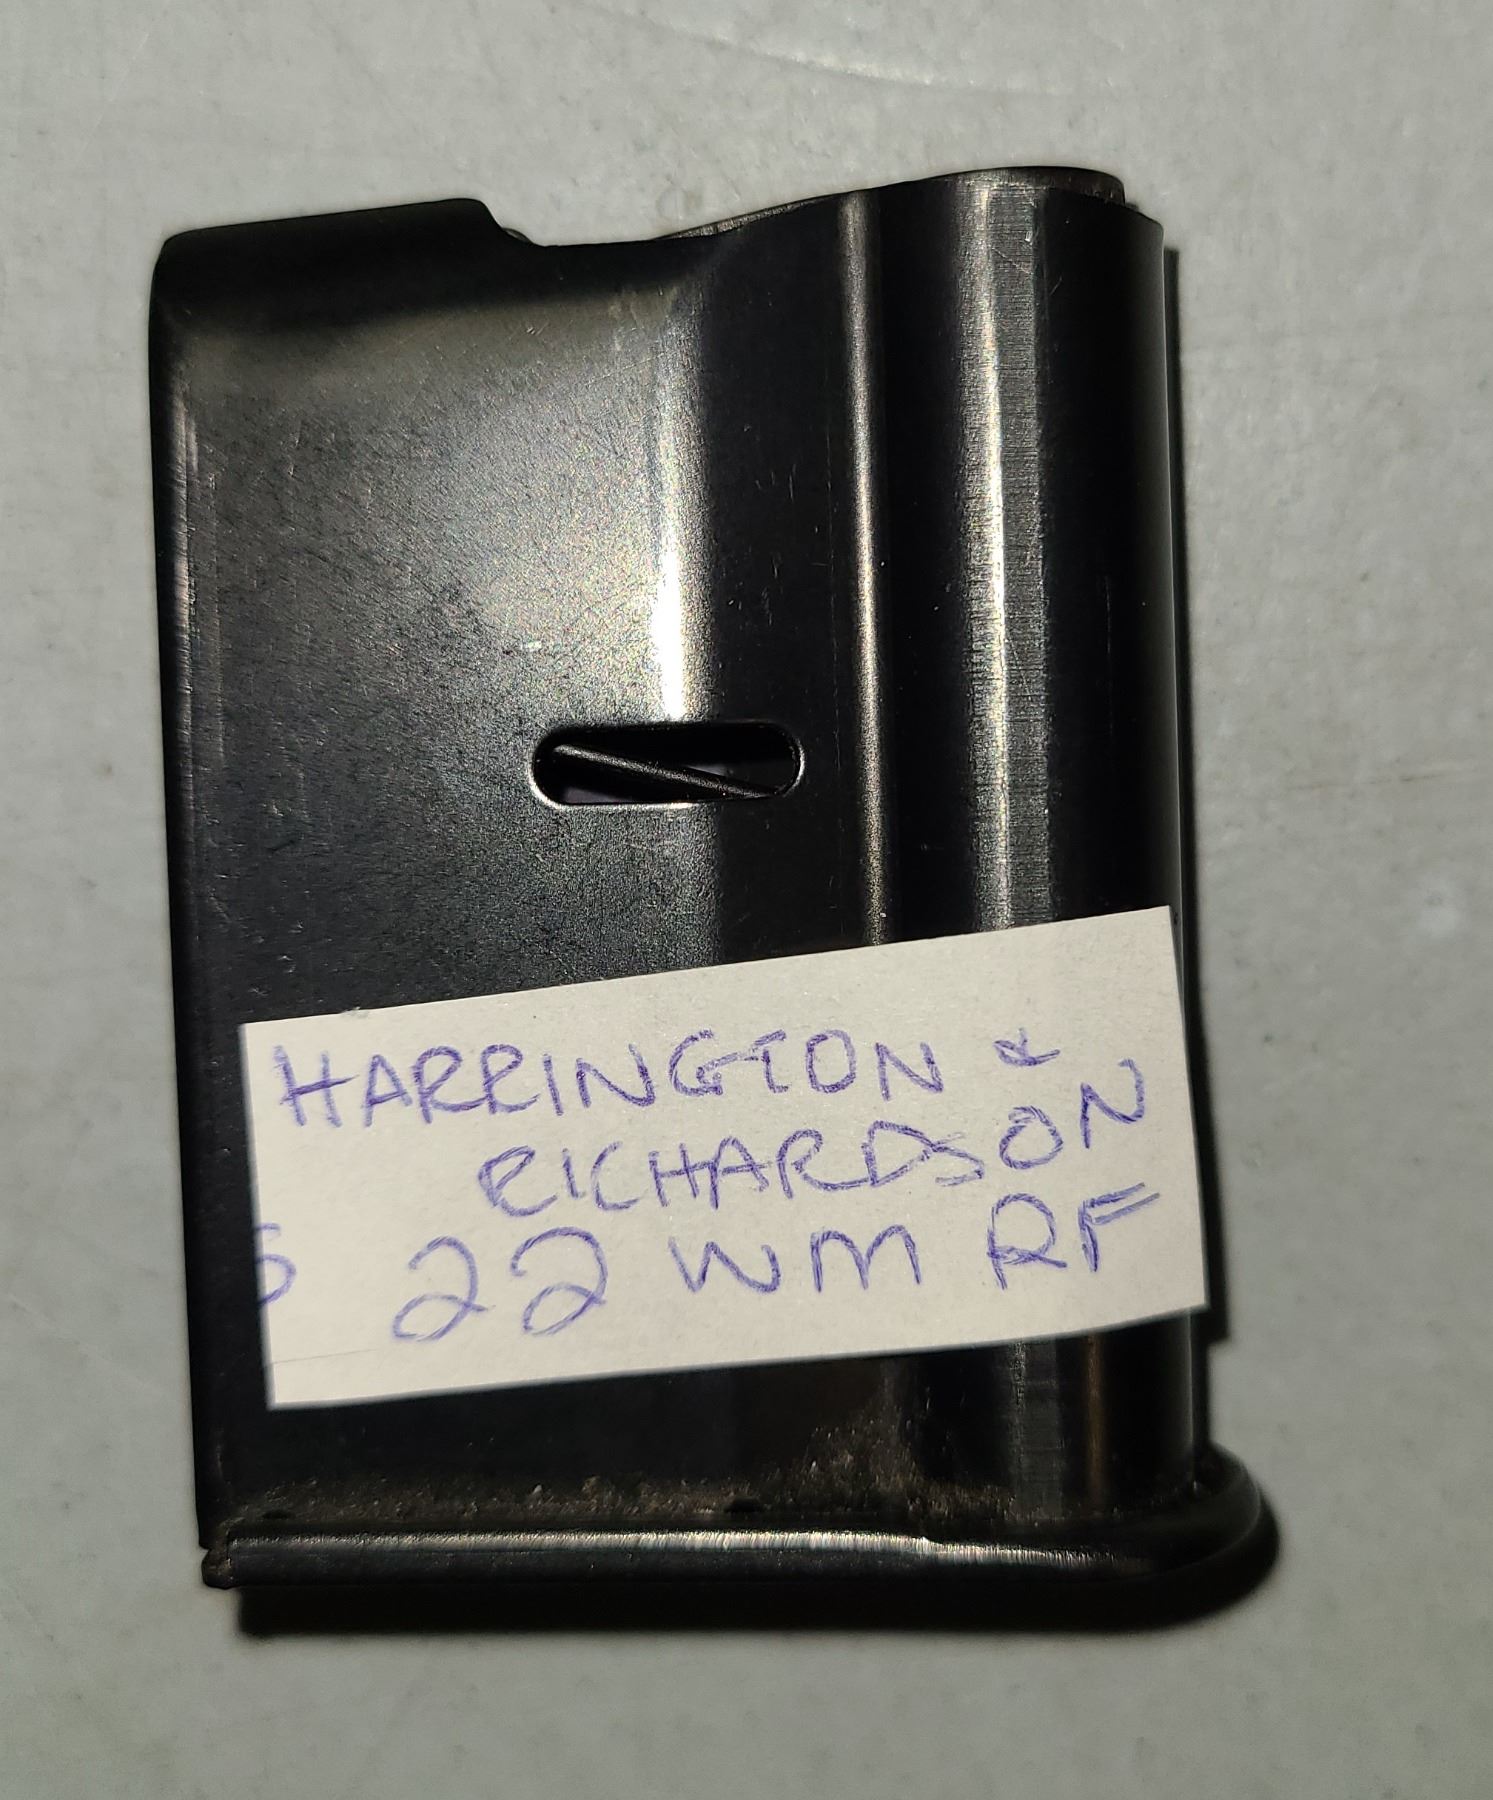 HARRINGTON &
RICHARDSON
22 WM RF